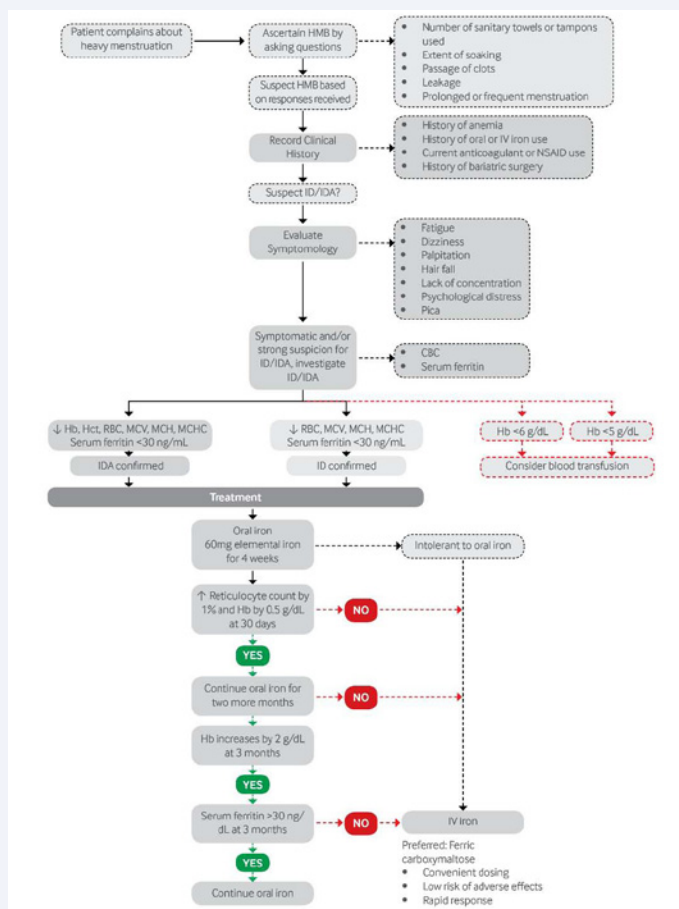 Patient complains about
heavy menstruation
Ascertain HMB by
asking questions
• Number of sanitary towels or tampons
used
• Extent of soaking
• Passage of clots
• Leakage
• Prolonged or frequent menstruation
Suspect HMB based
on responses received
Record Clinical
History
• History of anemia
• History of oral or IV iron use
• Current anticoagulant or NSAID use
• History of bariatric surgery
Suspect ID/IDA?
Evaluate
Symptomology
• Fatigue
• Dizziness
• Palpitation
• Hair fall
• Lack of concentration
• Psychological distress
• Pica
Symptomatic and/or
strong suspicion for
ID/IDA, investigate
ID/IDA
• CBC
• Serum ferritin
↓ Hb, Hct, RBC, MCV, MCH, MCHC
Serum ferritin <30 ng/mL
↓ RBC, MCV, MCH, MCHC
Serum ferritin <30 ng/mL
Hb <6 g/dL
Hb <5 g/dL
IDA confirmed
ID confirmed
Consider blood transfusion
Treatment
Oral iron
60mg elemental iron
for 4 weeks
Intolerant to oral iron
↑ Reticulocyte count by
1% and Hb by 0.5 g/dL
at 30 days
NO
YES
Continue oral iron for
two more months
NO
Hb increases by 2 g/dL
at 3 months
YES
Serum ferritin >30 ng/
dL at 3 months
NO
IV iron
YES
Continue oral iron
Preferred: Ferric
carboxymaltose
• Convenient dosing
• Low risk of adverse effects
• Rapid response